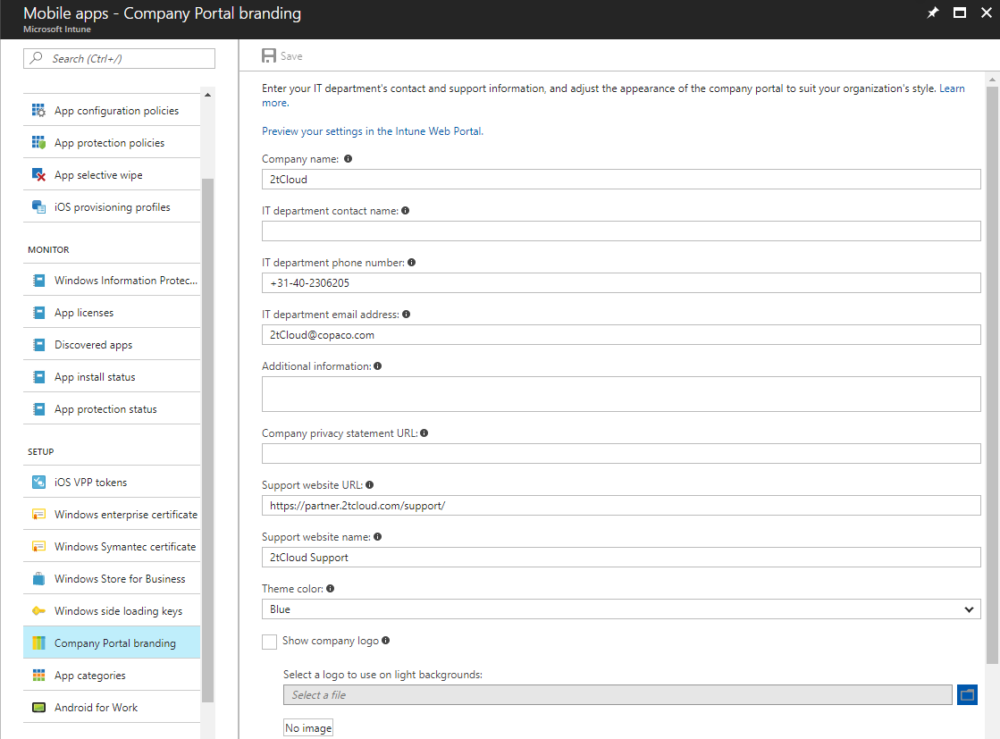 Mobile apps - Company Portal branding
Microsoft Intune
Search (Ctrl+/)
App configuration policies
App protection policies
App selective wipe
iOS provisioning profiles
MONITOR
Windows Information Protec...
App licenses
Discovered apps
App install status
App protection status
SETUP
iOS VPP tokens
Windows enterprise certificate
Windows Symantec certificate
Windows Store for Business
Windows side loading keys
Company Portal branding
App categories
Android for Work
Save
Enter your IT department's contact and support information, and adjust the appearance of the company portal to suit your organization's style. Learn
more.
Preview your settings in the Intune Web Portal.
Company name:
2tCloud
IT department contact name:
IT department phone number:
+31-40-2306205
IT department email address:
2tCloud@copaco.com
Additional information:
Company privacy statement URL:
Support website URL:
https://partner.2tcloud.com/support/
Support website name:
2tCloud Support
Theme color:
Blue
Show company logo
Select a logo to use on light backgrounds:
Select a file
No image